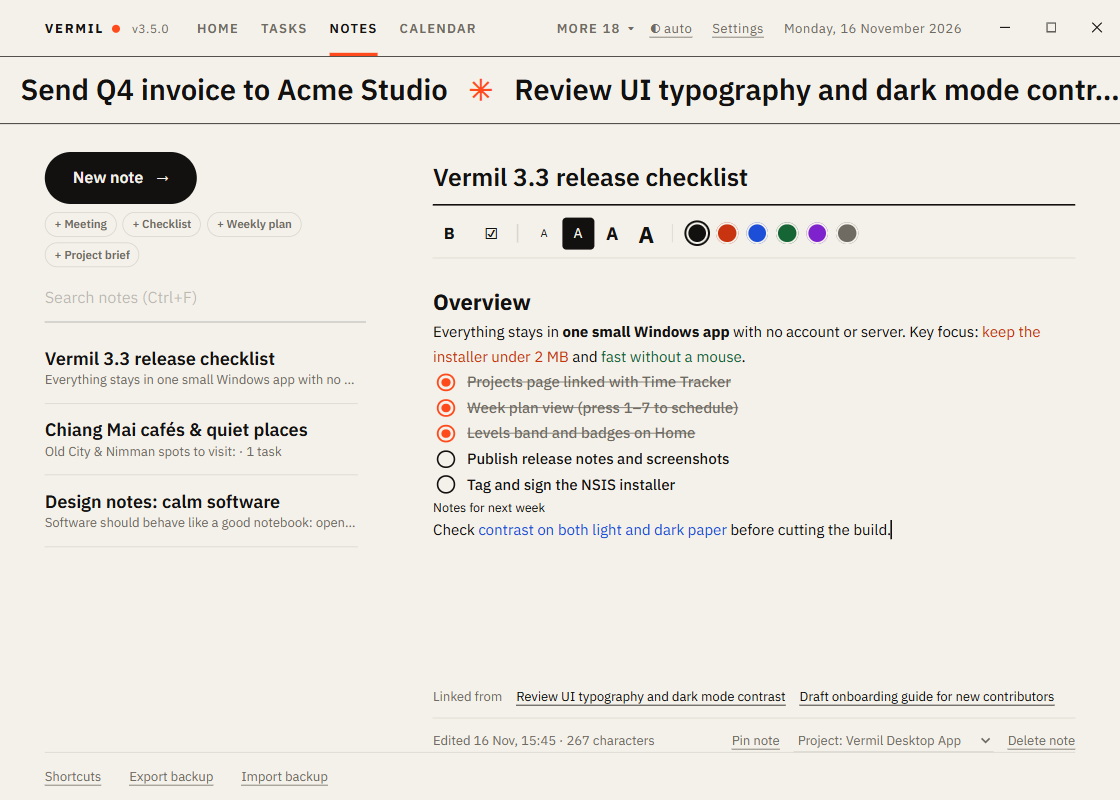 VERMIL v3.5.0 HOME TASKS NOTES CALENDAR MORE 18 auto Settings Monday, 16 November 2026
Send Q4 invoice to Acme Studio ✳ Review UI typography and dark mode contr...
New note →
+ Meeting + Checklist + Weekly plan
+ Project brief
Search notes (Ctrl+F)
Vermil 3.3 release checklist
Everything stays in one small Windows app with no ...
Chiang Mai cafés & quiet places
Old City & Nimman spots to visit: · 1 task
Design notes: calm software
Software should behave like a good notebook: open...
Vermil 3.3 release checklist
B A A A A
Overview
Everything stays in one small Windows app with no account or server. Key focus: keep the
installer under 2 MB and fast without a mouse.
Projects page linked with Time Tracker
Week plan view (press 1–7 to schedule)
Levels band and badges on Home
Publish release notes and screenshots
Tag and sign the NSIS installer
Notes for next week
Check contrast on both light and dark paper before cutting the build.
Linked from Review UI typography and dark mode contrast Draft onboarding guide for new contributors
Edited 16 Nov, 15:45 · 267 characters Pin note Project: Vermil Desktop App Delete note
Shortcuts Export backup Import backup